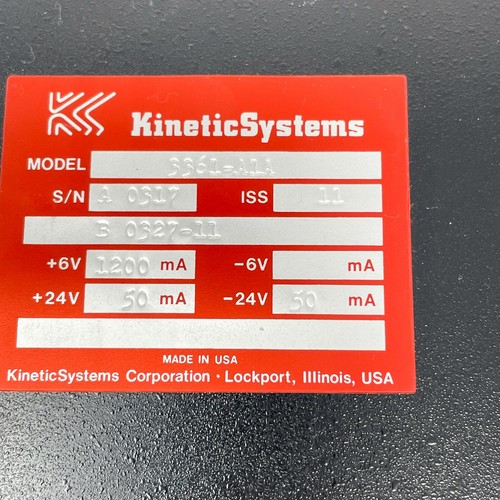 KineticSystems
MODEL 3361-A1A
S/N A 0317 ISS 11
B 0327-11
+6V 1200 mA -6V mA
+24V 50 mA -24V 50 mA
MADE IN USA
KineticSystems Corporation · Lockport, Illinois, USA